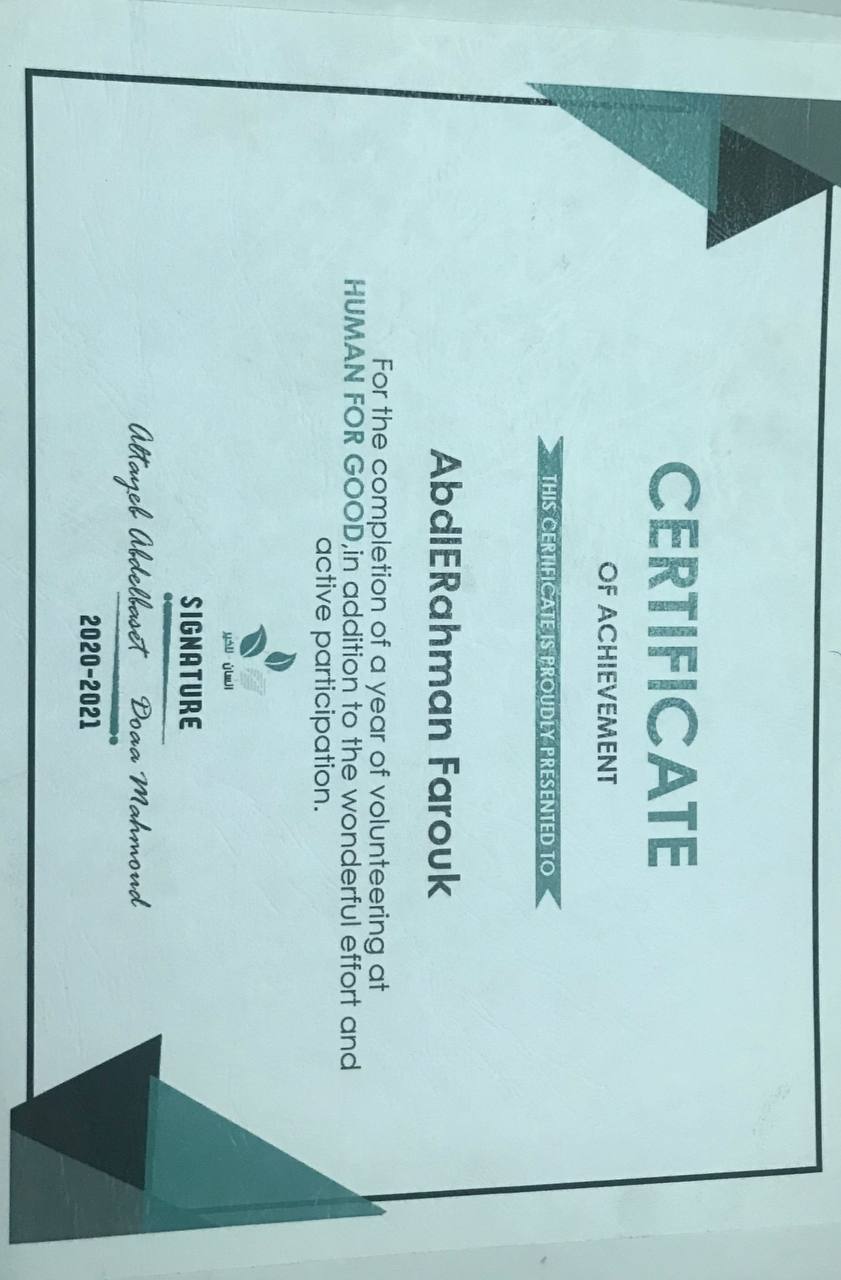 CERTIFICATE
OF ACHIEVEMENT
THIS CERTIFICATE IS PROUDLY PRESENTED TO
AbdlERahman Farouk
For the completion of a year of volunteering at
HUMAN FOR GOOD,in addition to the wonderful effort and
active participation.
انسان للخير
SIGNATURE
Altayeb Abdelbaset Doaa Mahmoud
2020-2021